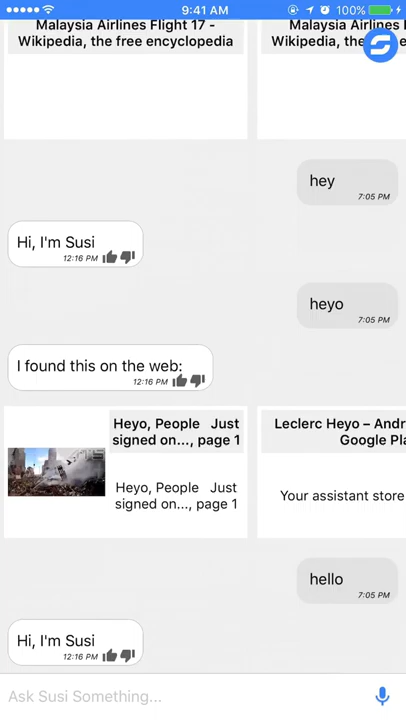 9:41 AM
100%
Malaysia Airlines Flight 17 -
Wikipedia, the free encyclopedia
Malaysia Airlines
Wikipedia, the
hey
7:05 PM
Hi, I'm Susi
12:16 PM
heyo
7:05 PM
I found this on the web:
12:16 PM
Heyo, People Just
signed on..., page 1
Heyo, People Just
signed on..., page 1
Leclerc Heyo – Andr
Google Pla
Your assistant store
hello
7:05 PM
Hi, I'm Susi
12:16 PM
Ask Susi Something...